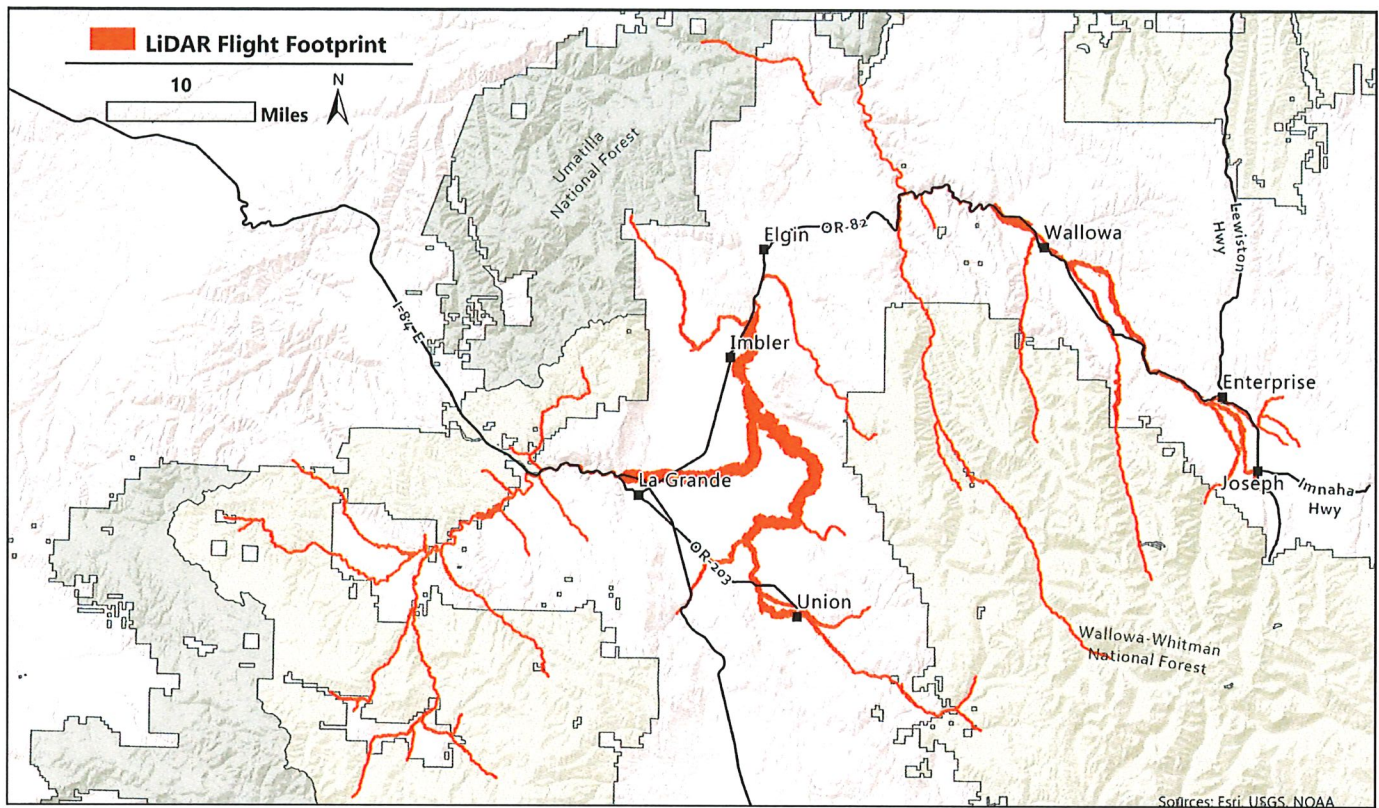 LiDAR Flight Footprint
10
Miles
N
Umatilla
National Forest
Elgin
OR-82
Wallowa
Lewiston
Hwy
I-84 E
Imbler
Enterprise
La Grande
Joseph
Imnaha
Hwy
OR-203
Union
Wallowa-Whitman
National Forest
Sources: Esri, USGS, NOAA